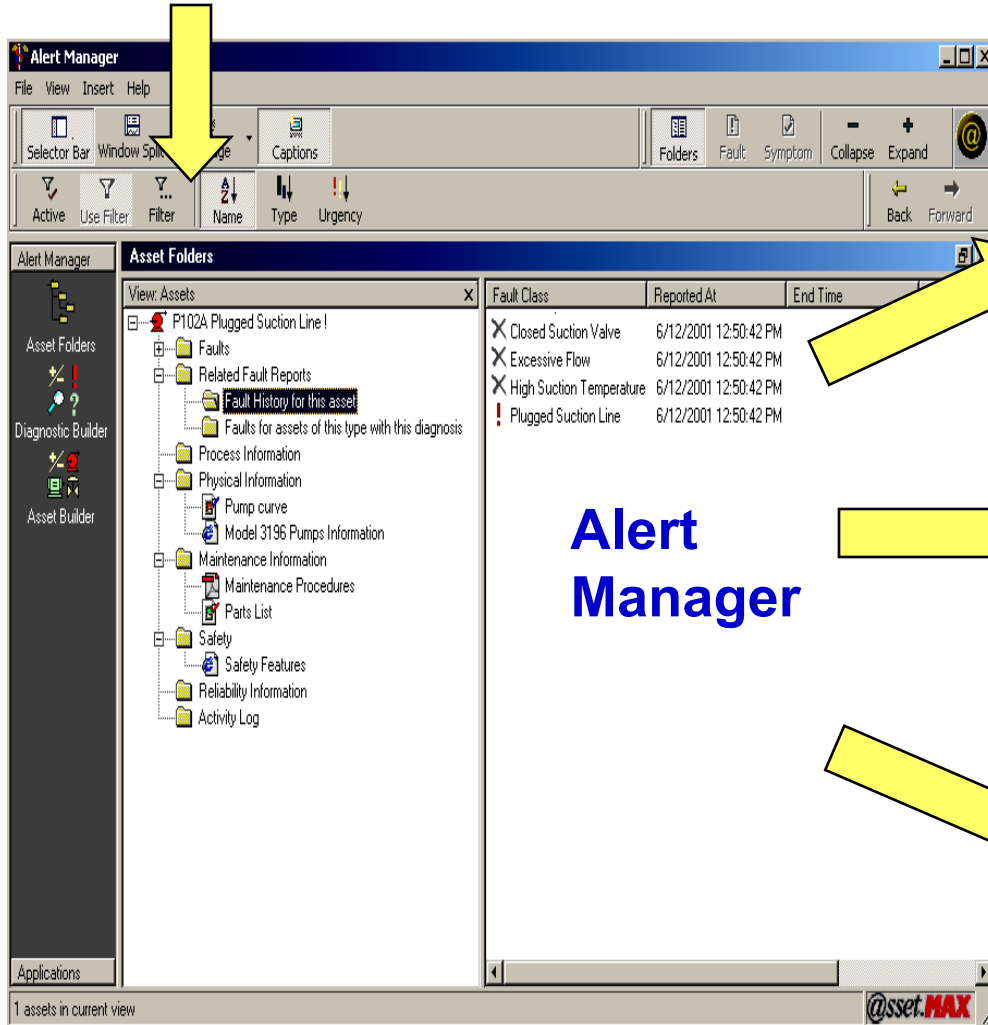 Alert Manager
File View Insert Help
Selector Bar
Captions
Folders Fault Symptom Collapse Expand
Active Use Filter Filter Name Type Urgency
Back Forward
Alert Manager
Asset Folders
View: Assets X
Fault Class Reported At End Time
P102A Plugged Suction Line !
Closed Suction Valve 6/12/2001 12:50:42 PM
Asset Folders
Faults
Excessive Flow 6/12/2001 12:50:42 PM
Related Fault Reports
High Suction Temperature 6/12/2001 12:50:42 PM
Fault History for this asset
Plugged Suction Line 6/12/2001 12:50:42 PM
Faults for assets of this type with this diagnosis
Diagnostic Builder
Process Information
Physical Information
Pump curve
Asset Builder
Model 3196 Pumps Information
Maintenance Information
Maintenance Procedures
Parts List
Safety
Safety Features
Reliability Information
Activity Log
Alert
Manager
Applications
1 assets in current view
@sset.MAX